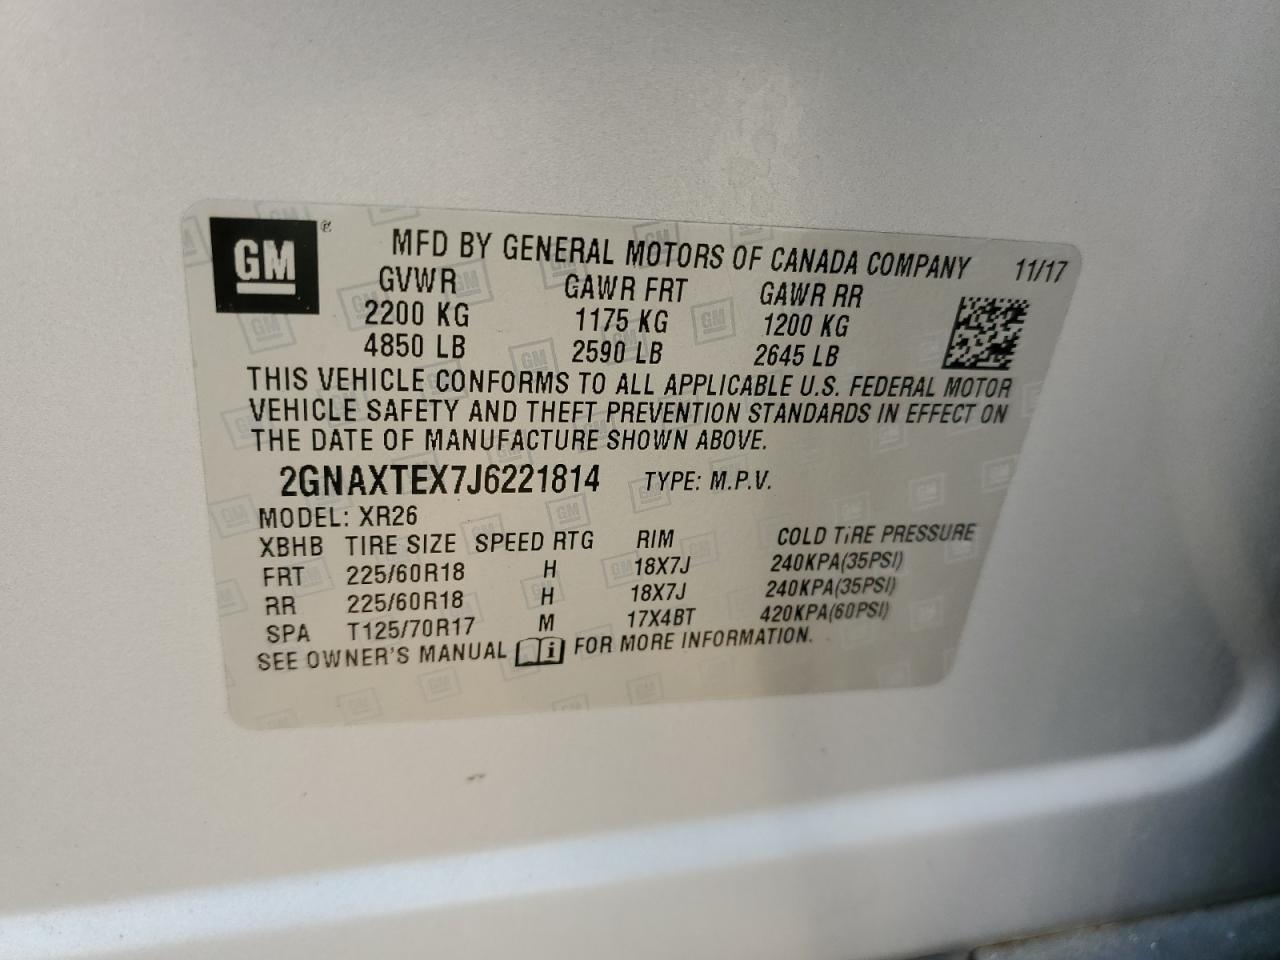 GM® MFD BY GENERAL MOTORS OF CANADA COMPANY 11/17
GVWR GAWR FRT GAWR RR
2200 KG 1175 KG 1200 KG
4850 LB 2590 LB 2645 LB
THIS VEHICLE CONFORMS TO ALL APPLICABLE U.S. FEDERAL MOTOR
VEHICLE SAFETY AND THEFT PREVENTION STANDARDS IN EFFECT ON
THE DATE OF MANUFACTURE SHOWN ABOVE.
2GNAXTEX7J6221814 TYPE: M.P.V.
MODEL: XR26
XBHB TIRE SIZE SPEED RTG RIM COLD TIRE PRESSURE
FRT 225/60R18 H 18X7J 240KPA(35PSI)
RR 225/60R18 H 18X7J 240KPA(35PSI)
SPA T125/70R17 M 17X4BT 420KPA(60PSI)
SEE OWNER'S MANUAL i FOR MORE INFORMATION.